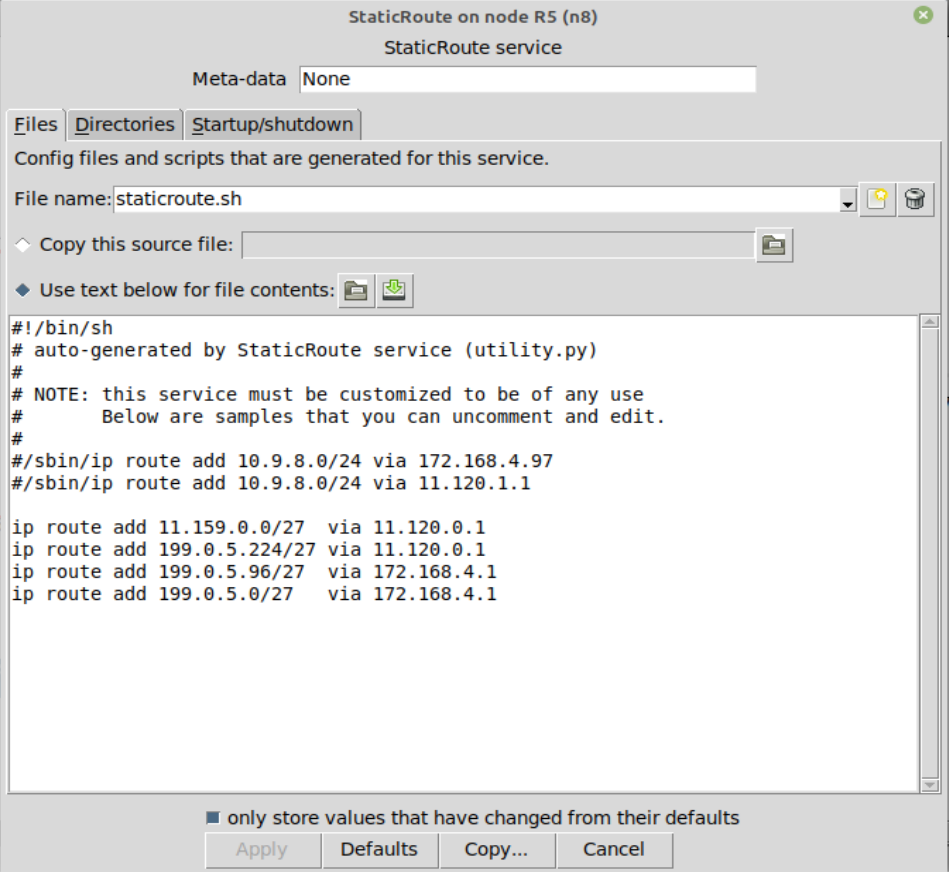 StaticRoute on node R5 (n8)
StaticRoute service
Meta-data None
Files Directories Startup/shutdown
Config files and scripts that are generated for this service.
File name: staticroute.sh
Copy this source file:
Use text below for file contents:
#!/bin/sh
# auto-generated by StaticRoute service (utility.py)
#
# NOTE: this service must be customized to be of any use
#       Below are samples that you can uncomment and edit.
#
#/sbin/ip route add 10.9.8.0/24 via 172.168.4.97
#/sbin/ip route add 10.9.8.0/24 via 11.120.1.1
ip route add 11.159.0.0/27  via 11.120.0.1
ip route add 199.0.5.224/27 via 11.120.0.1
ip route add 199.0.5.96/27  via 172.168.4.1
ip route add 199.0.5.0/27   via 172.168.4.1
only store values that have changed from their defaults
Apply Defaults Copy... Cancel